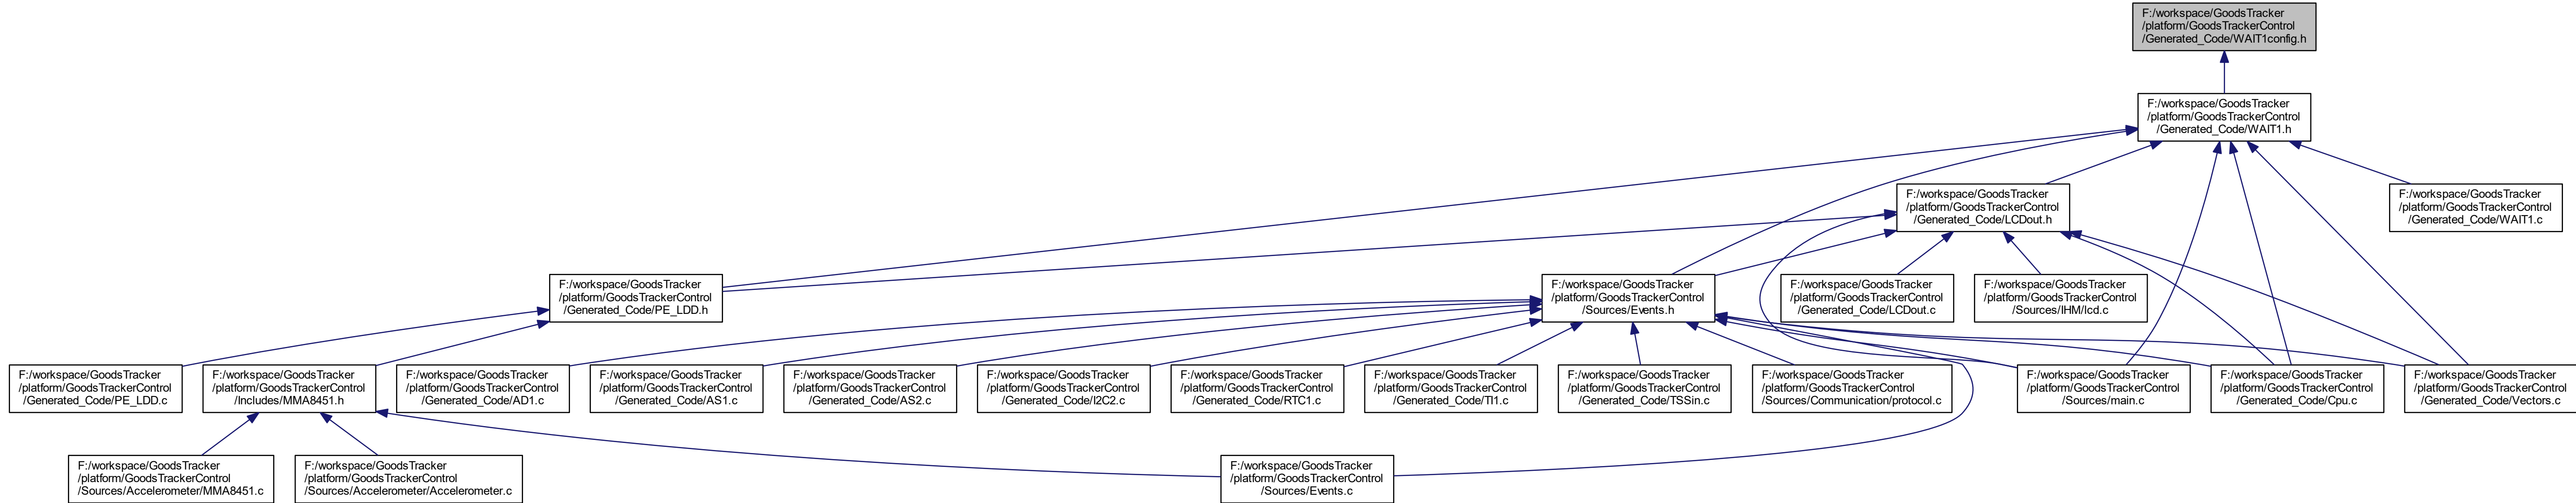 F:/workspace/GoodsTracker
/platform/GoodsTrackerControl
/Generated_Code/WAIT1config.h
F:/workspace/GoodsTracker
/platform/GoodsTrackerControl
/Generated_Code/WAIT1.h
F:/workspace/GoodsTracker
/platform/GoodsTrackerControl
/Generated_Code/LCDout.h
F:/workspace/GoodsTracker
/platform/GoodsTrackerControl
/Generated_Code/WAIT1.c
F:/workspace/GoodsTracker
/platform/GoodsTrackerControl
/Generated_Code/PE_LDD.h
F:/workspace/GoodsTracker
/platform/GoodsTrackerControl
/Sources/Events.h
F:/workspace/GoodsTracker
/platform/GoodsTrackerControl
/Generated_Code/LCDout.c
F:/workspace/GoodsTracker
/platform/GoodsTrackerControl
/Sources/IHM/lcd.c
F:/workspace/GoodsTracker
/platform/GoodsTrackerControl
/Generated_Code/PE_LDD.c
F:/workspace/GoodsTracker
/platform/GoodsTrackerControl
/Includes/MMA8451.h
F:/workspace/GoodsTracker
/platform/GoodsTrackerControl
/Generated_Code/AD1.c
F:/workspace/GoodsTracker
/platform/GoodsTrackerControl
/Generated_Code/AS1.c
F:/workspace/GoodsTracker
/platform/GoodsTrackerControl
/Generated_Code/AS2.c
F:/workspace/GoodsTracker
/platform/GoodsTrackerControl
/Generated_Code/I2C2.c
F:/workspace/GoodsTracker
/platform/GoodsTrackerControl
/Generated_Code/RTC1.c
F:/workspace/GoodsTracker
/platform/GoodsTrackerControl
/Generated_Code/TI1.c
F:/workspace/GoodsTracker
/platform/GoodsTrackerControl
/Generated_Code/TSSin.c
F:/workspace/GoodsTracker
/platform/GoodsTrackerControl
/Sources/Communication/protocol.c
F:/workspace/GoodsTracker
/platform/GoodsTrackerControl
/Sources/main.c
F:/workspace/GoodsTracker
/platform/GoodsTrackerControl
/Generated_Code/Cpu.c
F:/workspace/GoodsTracker
/platform/GoodsTrackerControl
/Generated_Code/Vectors.c
F:/workspace/GoodsTracker
/platform/GoodsTrackerControl
/Sources/Accelerometer/MMA8451.c
F:/workspace/GoodsTracker
/platform/GoodsTrackerControl
/Sources/Accelerometer/Accelerometer.c
F:/workspace/GoodsTracker
/platform/GoodsTrackerControl
/Sources/Events.c